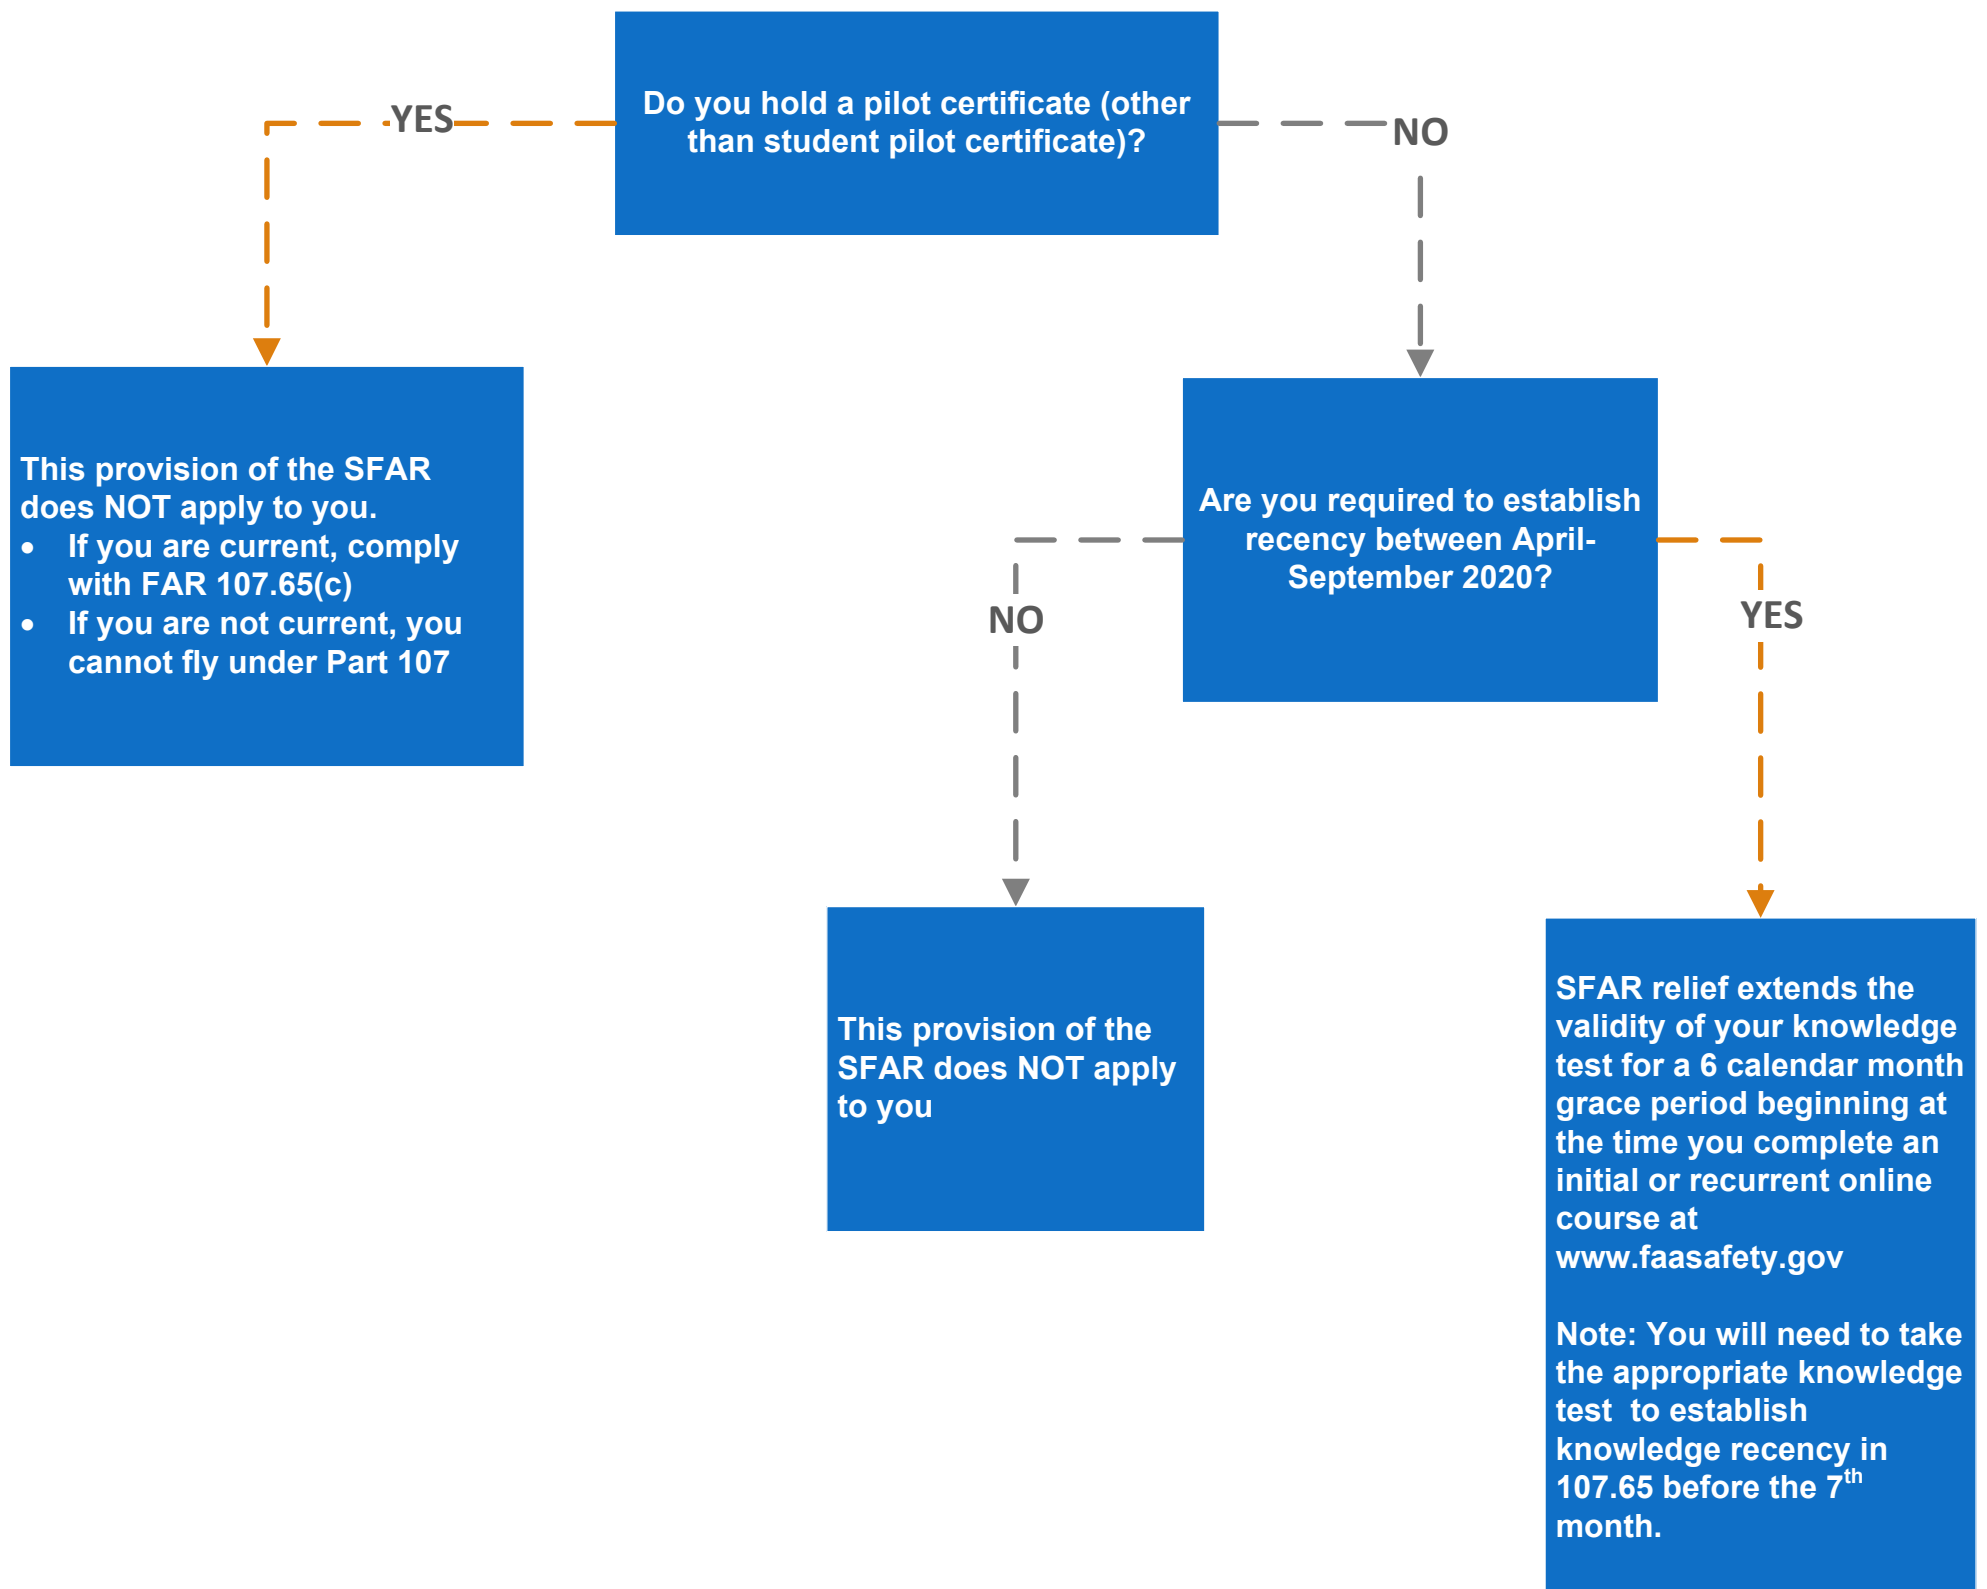 Do you hold a pilot certificate (other
than student pilot certificate)?
YES
NO
This provision of the SFAR
does NOT apply to you.
• If you are current, comply
with FAR 107.65(c)
• If you are not current, you
cannot fly under Part 107
Are you required to establish
recency between April-
September 2020?
NO
YES
This provision of the
SFAR does NOT apply
to you
SFAR relief extends the
validity of your knowledge
test for a 6 calendar month
grace period beginning at
the time you complete an
initial or recurrent online
course at
www.faasafety.gov
Note: You will need to take
the appropriate knowledge
test  to establish
knowledge recency in
107.65 before the 7th
month.